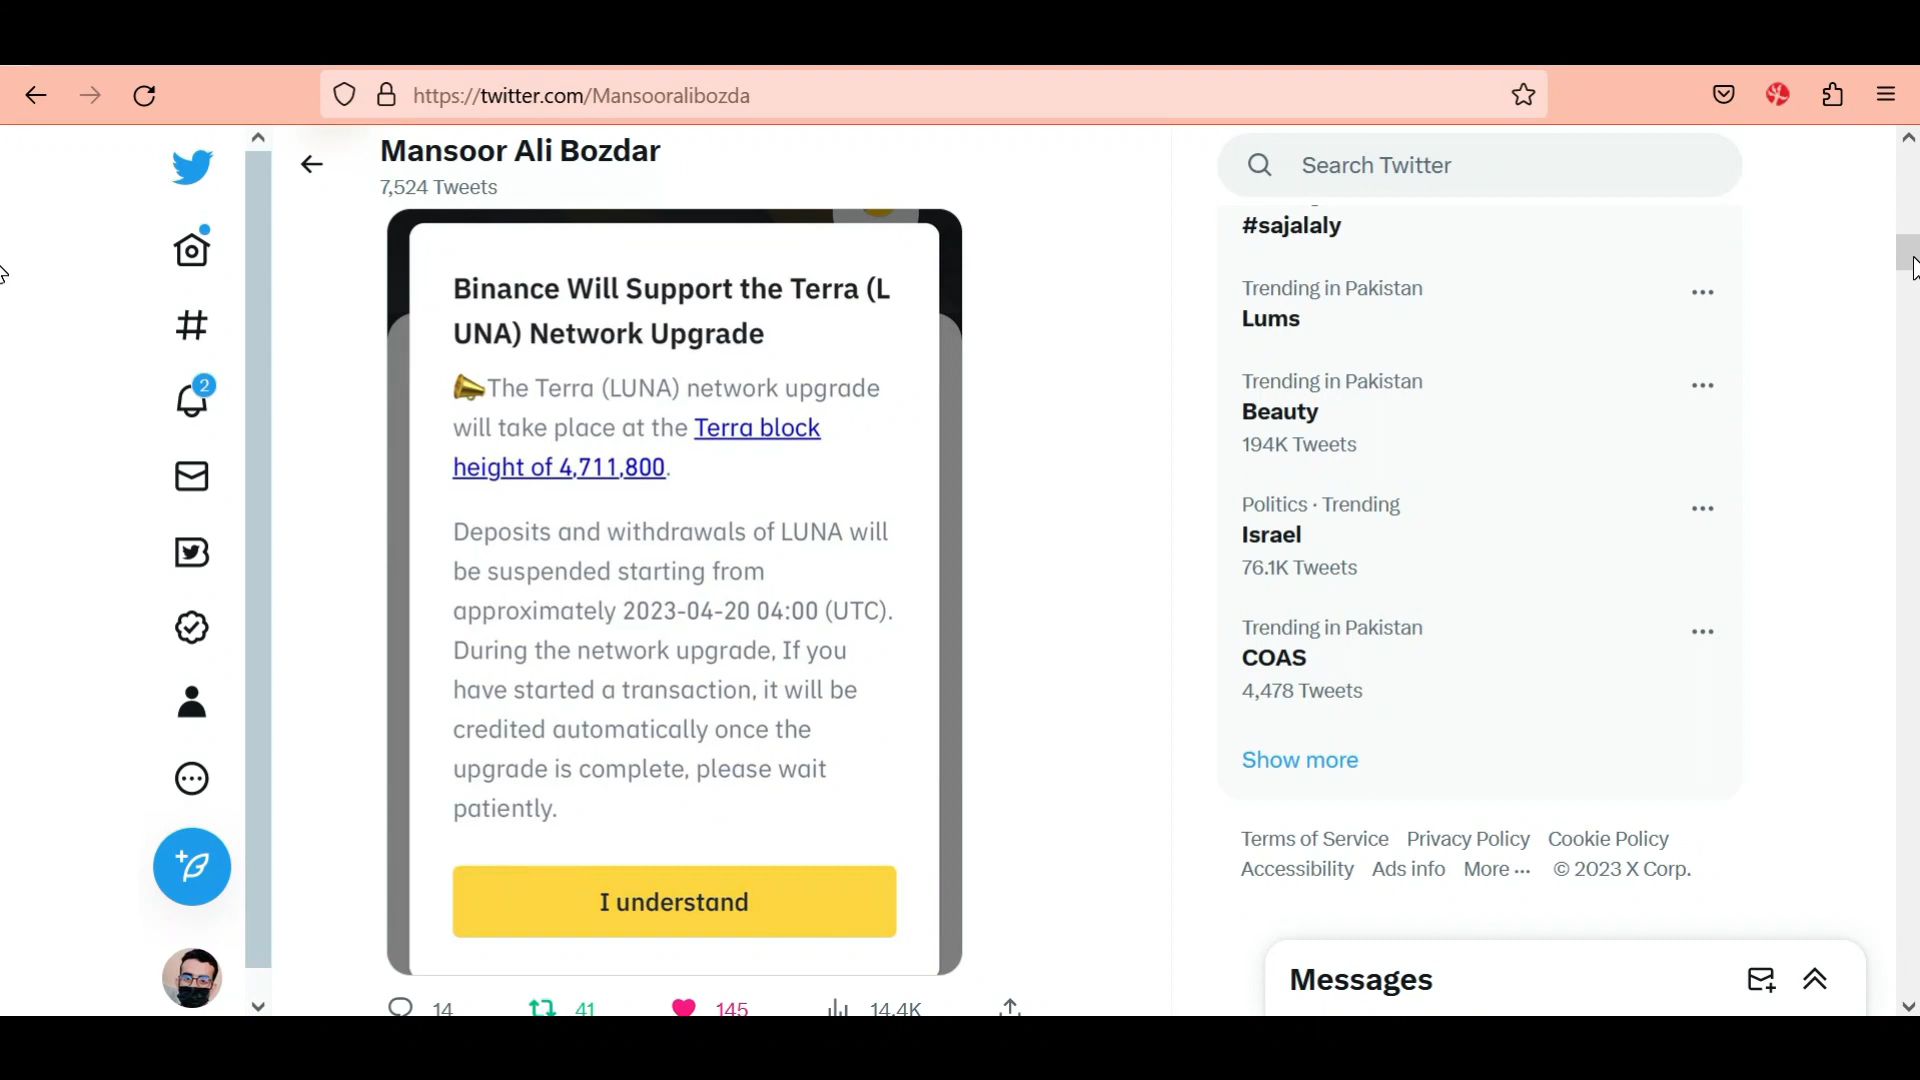 https://twitter.com/Mansooralibozda
Mansoor Ali Bozdar
7,524 Tweets
Binance Will Support the Terra (L
UNA) Network Upgrade
The Terra (LUNA) network upgrade
will take place at the Terra block
height of 4,711,800.
Deposits and withdrawals of LUNA will
be suspended starting from
approximately 2023-04-20 04:00 (UTC).
During the network upgrade, If you
have started a transaction, it will be
credited automatically once the
upgrade is complete, please wait
patiently.
I understand
14 41 145 14.4K
2
Search Twitter
#sajalaly
Trending in Pakistan
Lums
Trending in Pakistan
Beauty
194K Tweets
Politics · Trending
Israel
76.1K Tweets
Trending in Pakistan
COAS
4,478 Tweets
Show more
Terms of Service Privacy Policy Cookie Policy
Accessibility Ads info More ··· © 2023 X Corp.
Messages